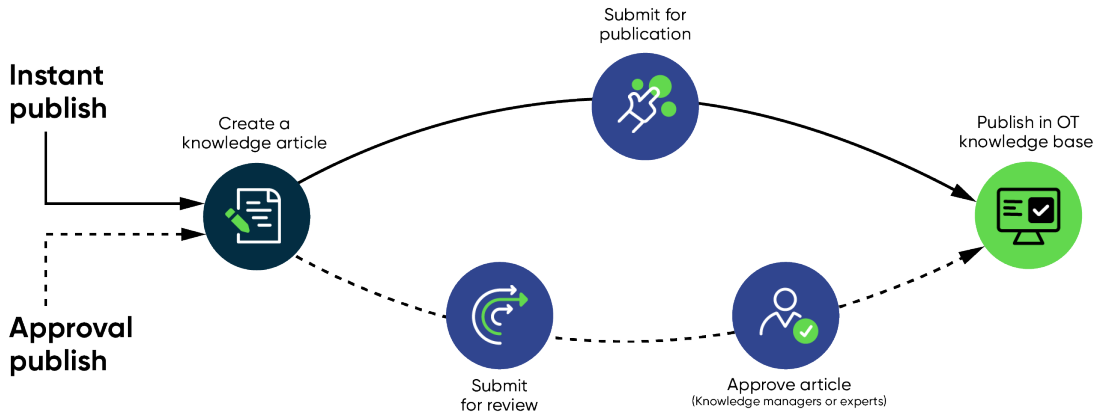 Submit for
publication
Instant
publish
Create a
knowledge article
Publish in OT
knowledge base
Approval
publish
Submit
for review
Approve article
(Knowledge managers or experts)